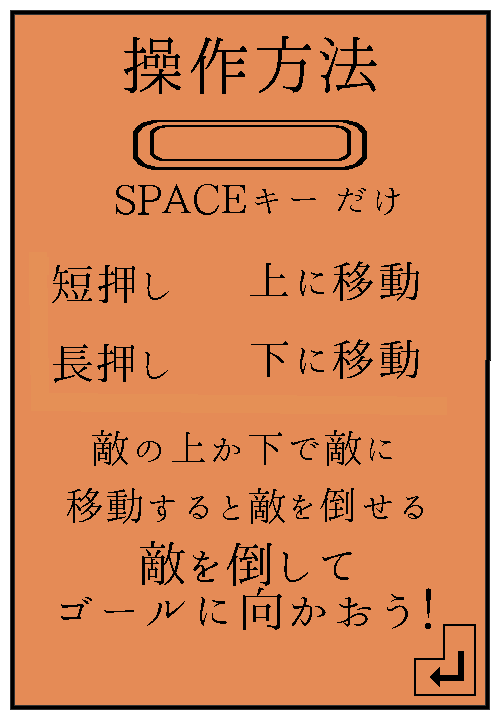 操作方法
SPACEキー だけ
短押し 上に移動
長押し 下に移動
敵の上か下で敵に
移動すると敵を倒せる
敵を倒して
ゴールに向かおう!